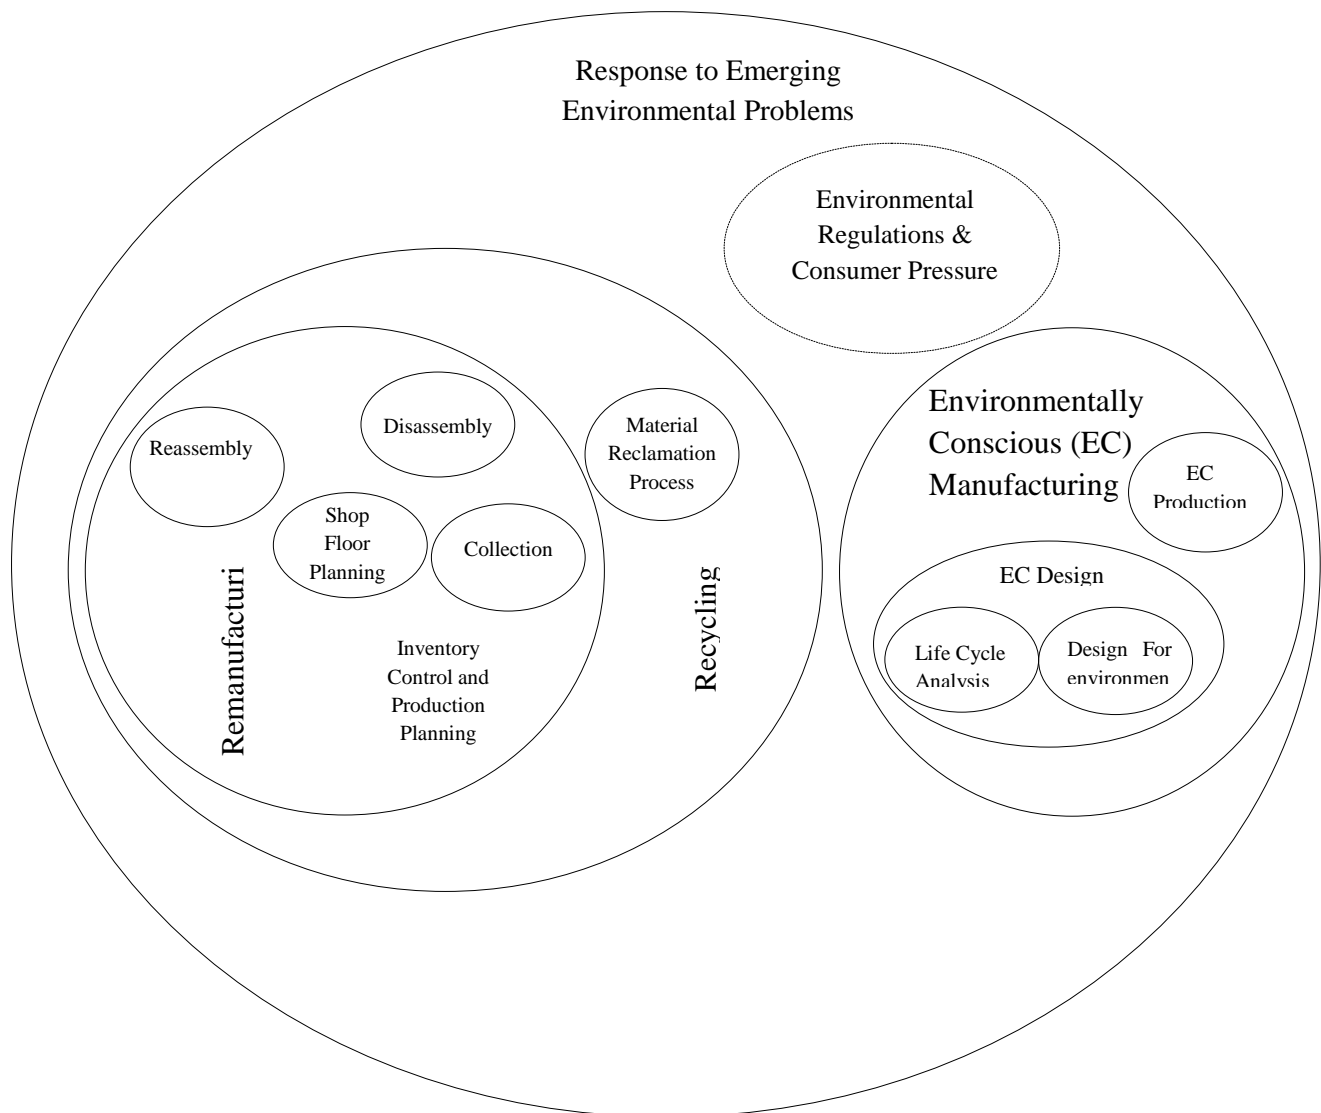 Response to Emerging
Environmental Problems
Environmental
Regulations &
Consumer Pressure
Environmentally
Conscious (EC)
Manufacturing
EC
Production
EC Design
Life Cycle
Analysis
Design For
environmen
Material
Reclamation
Process
Recycling
Disassembly
Reassembly
Shop
Floor
Planning
Collection
Inventory
Control and
Production
Planning
Remanufacturi